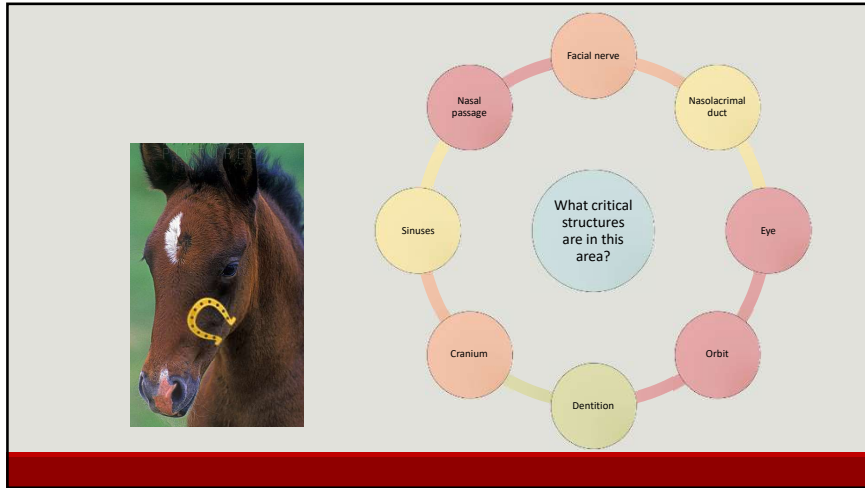 Facial nerve
Nasolacrimal
duct
Eye
Orbit
Dentition
Cranium
Sinuses
Nasal
passage
What critical
structures
are in this
area?